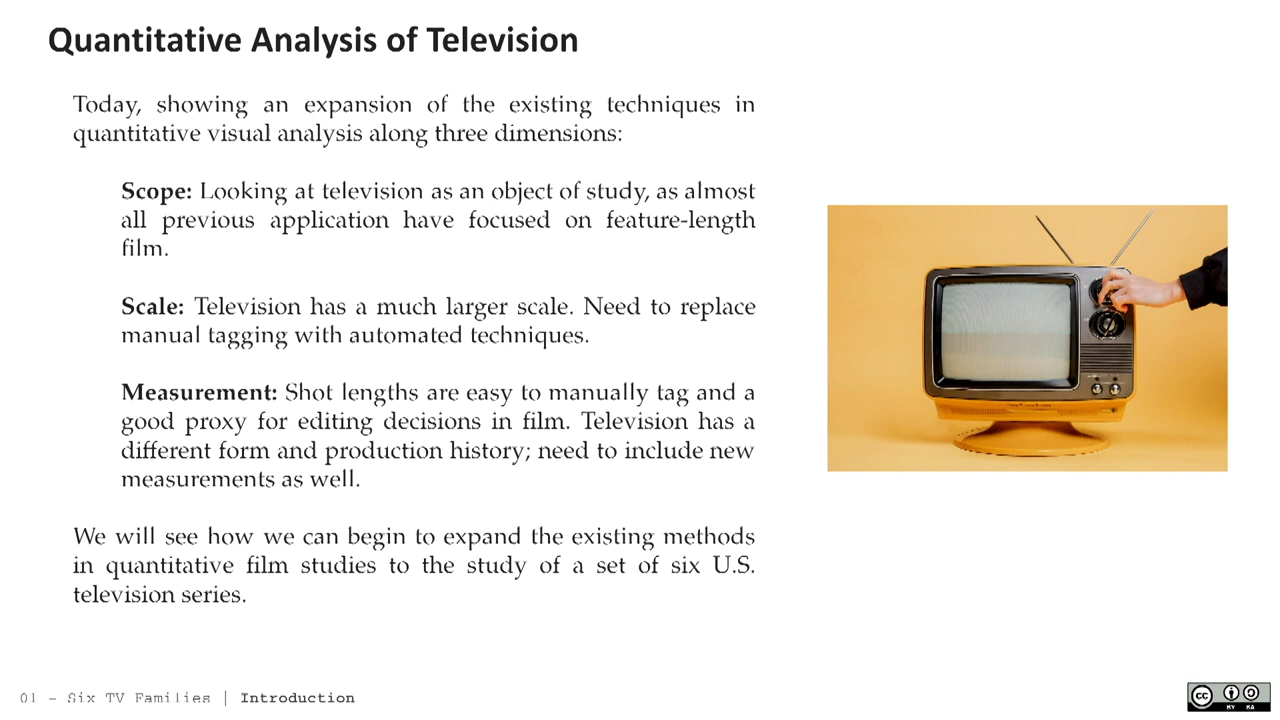 Quantitative Analysis of Television
Today, showing an expansion of the existing techniques in
quantitative visual analysis along three dimensions:
Scope: Looking at television as an object of study, as almost
all previous application have focused on feature-length
film.
Scale: Television has a much larger scale. Need to replace
manual tagging with automated techniques.
Measurement: Shot lengths are easy to manually tag and a
good proxy for editing decisions in film. Television has a
different form and production history; need to include new
measurements as well.
We will see how we can begin to expand the existing methods
in quantitative film studies to the study of a set of six U.S.
television series.
01 – Six TV Families | Introduction
cc